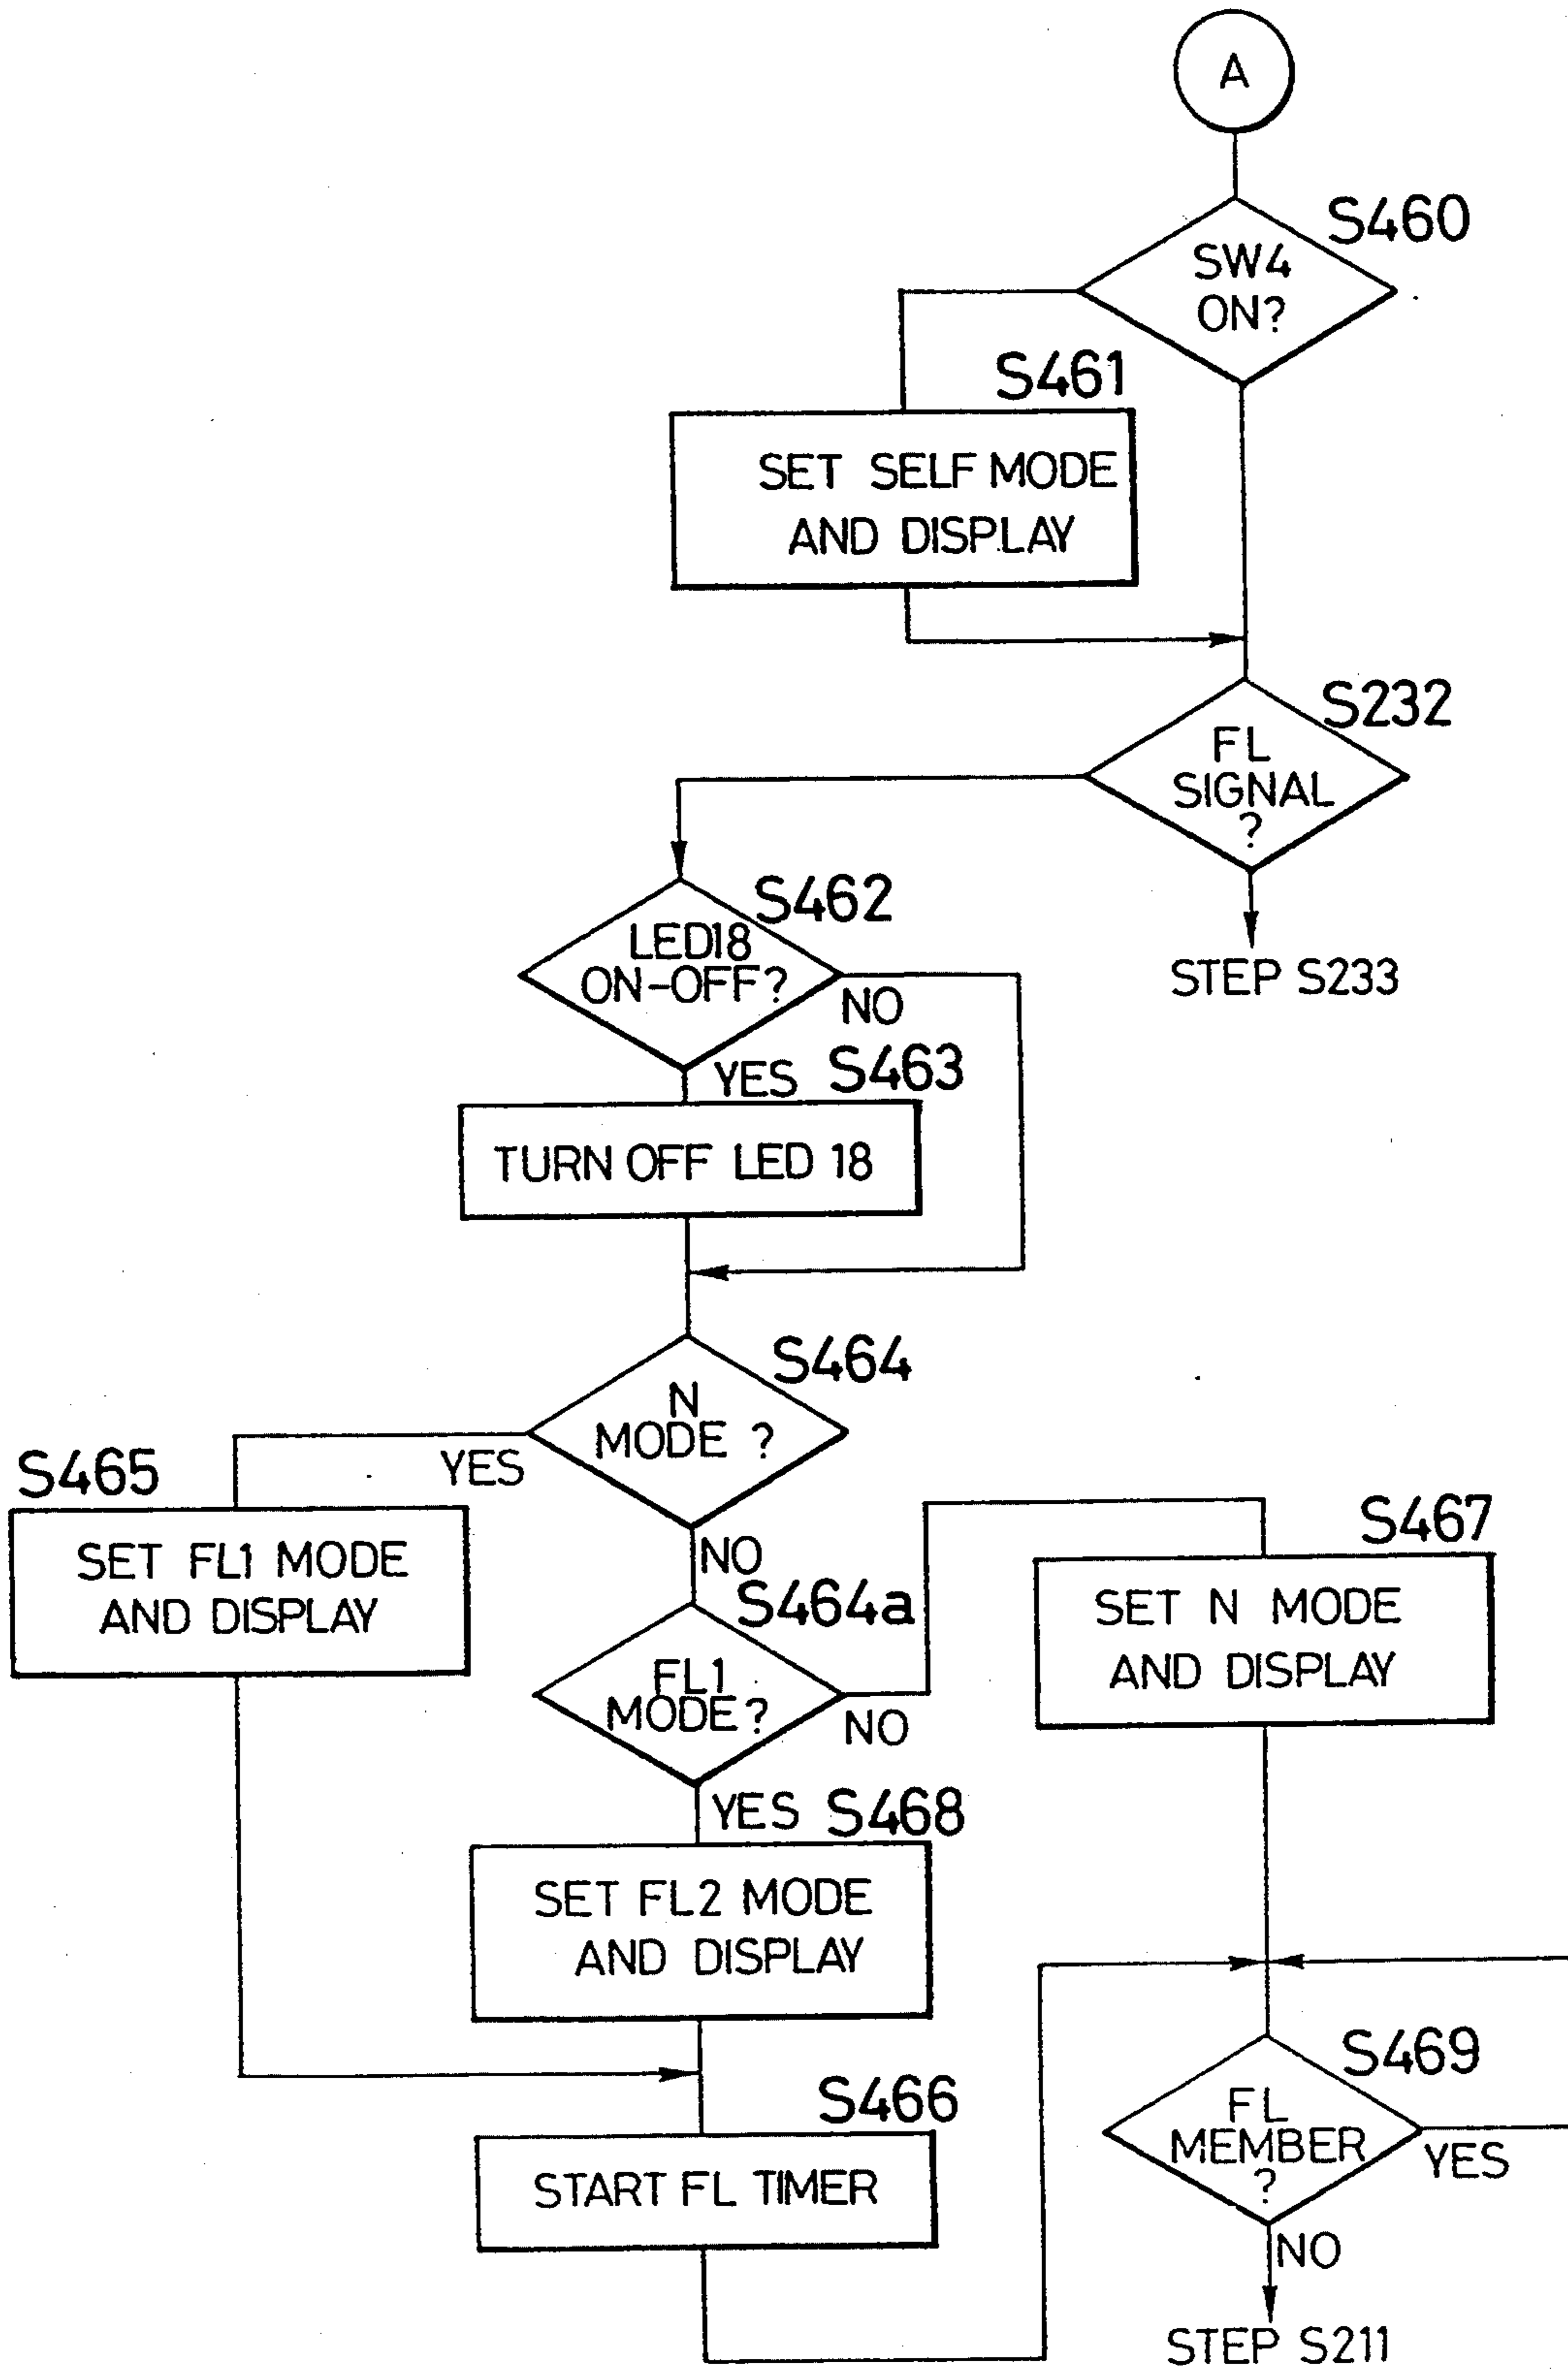 A
S460
SW4
ON?
S461
SET SELF MODE
AND DISPLAY
S232
FL
SIGNAL
?
STEP S233
S462
LED18
ON-OFF?
NO
YES
S463
TURN OFF LED 18
S464
N
MODE ?
YES
S465
SET FL1 MODE
AND DISPLAY
NO
S464a
FL1
MODE?
NO
S467
SET N MODE
AND DISPLAY
YES
S468
SET FL2 MODE
AND DISPLAY
S466
START FL TIMER
S469
FL
MEMBER
?
YES
NO
STEP S211